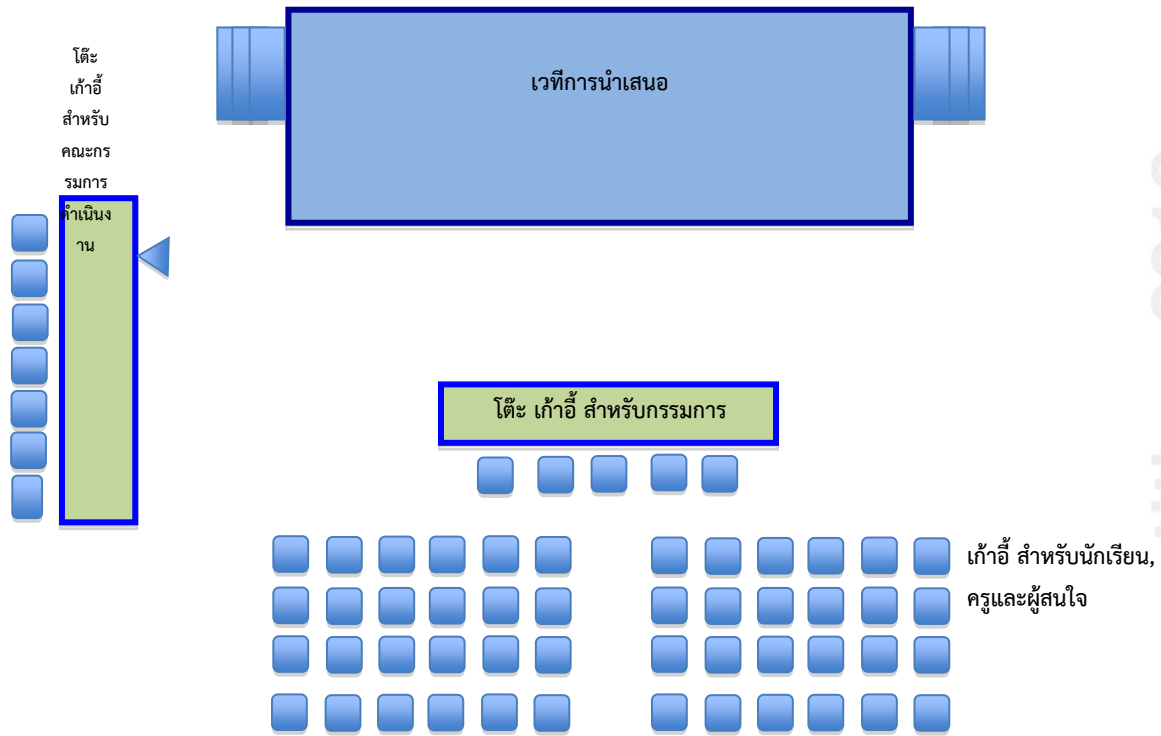 โต๊ะ
เก้าอี้
สำหรับ
คณะกร
รมการ
ดำเนินง
าน
เวทีการนำเสนอ
โต๊ะ เก้าอี้ สำหรับกรรมการ
เก้าอี้ สำหรับนักเรียน,
ครูและผู้สนใจ